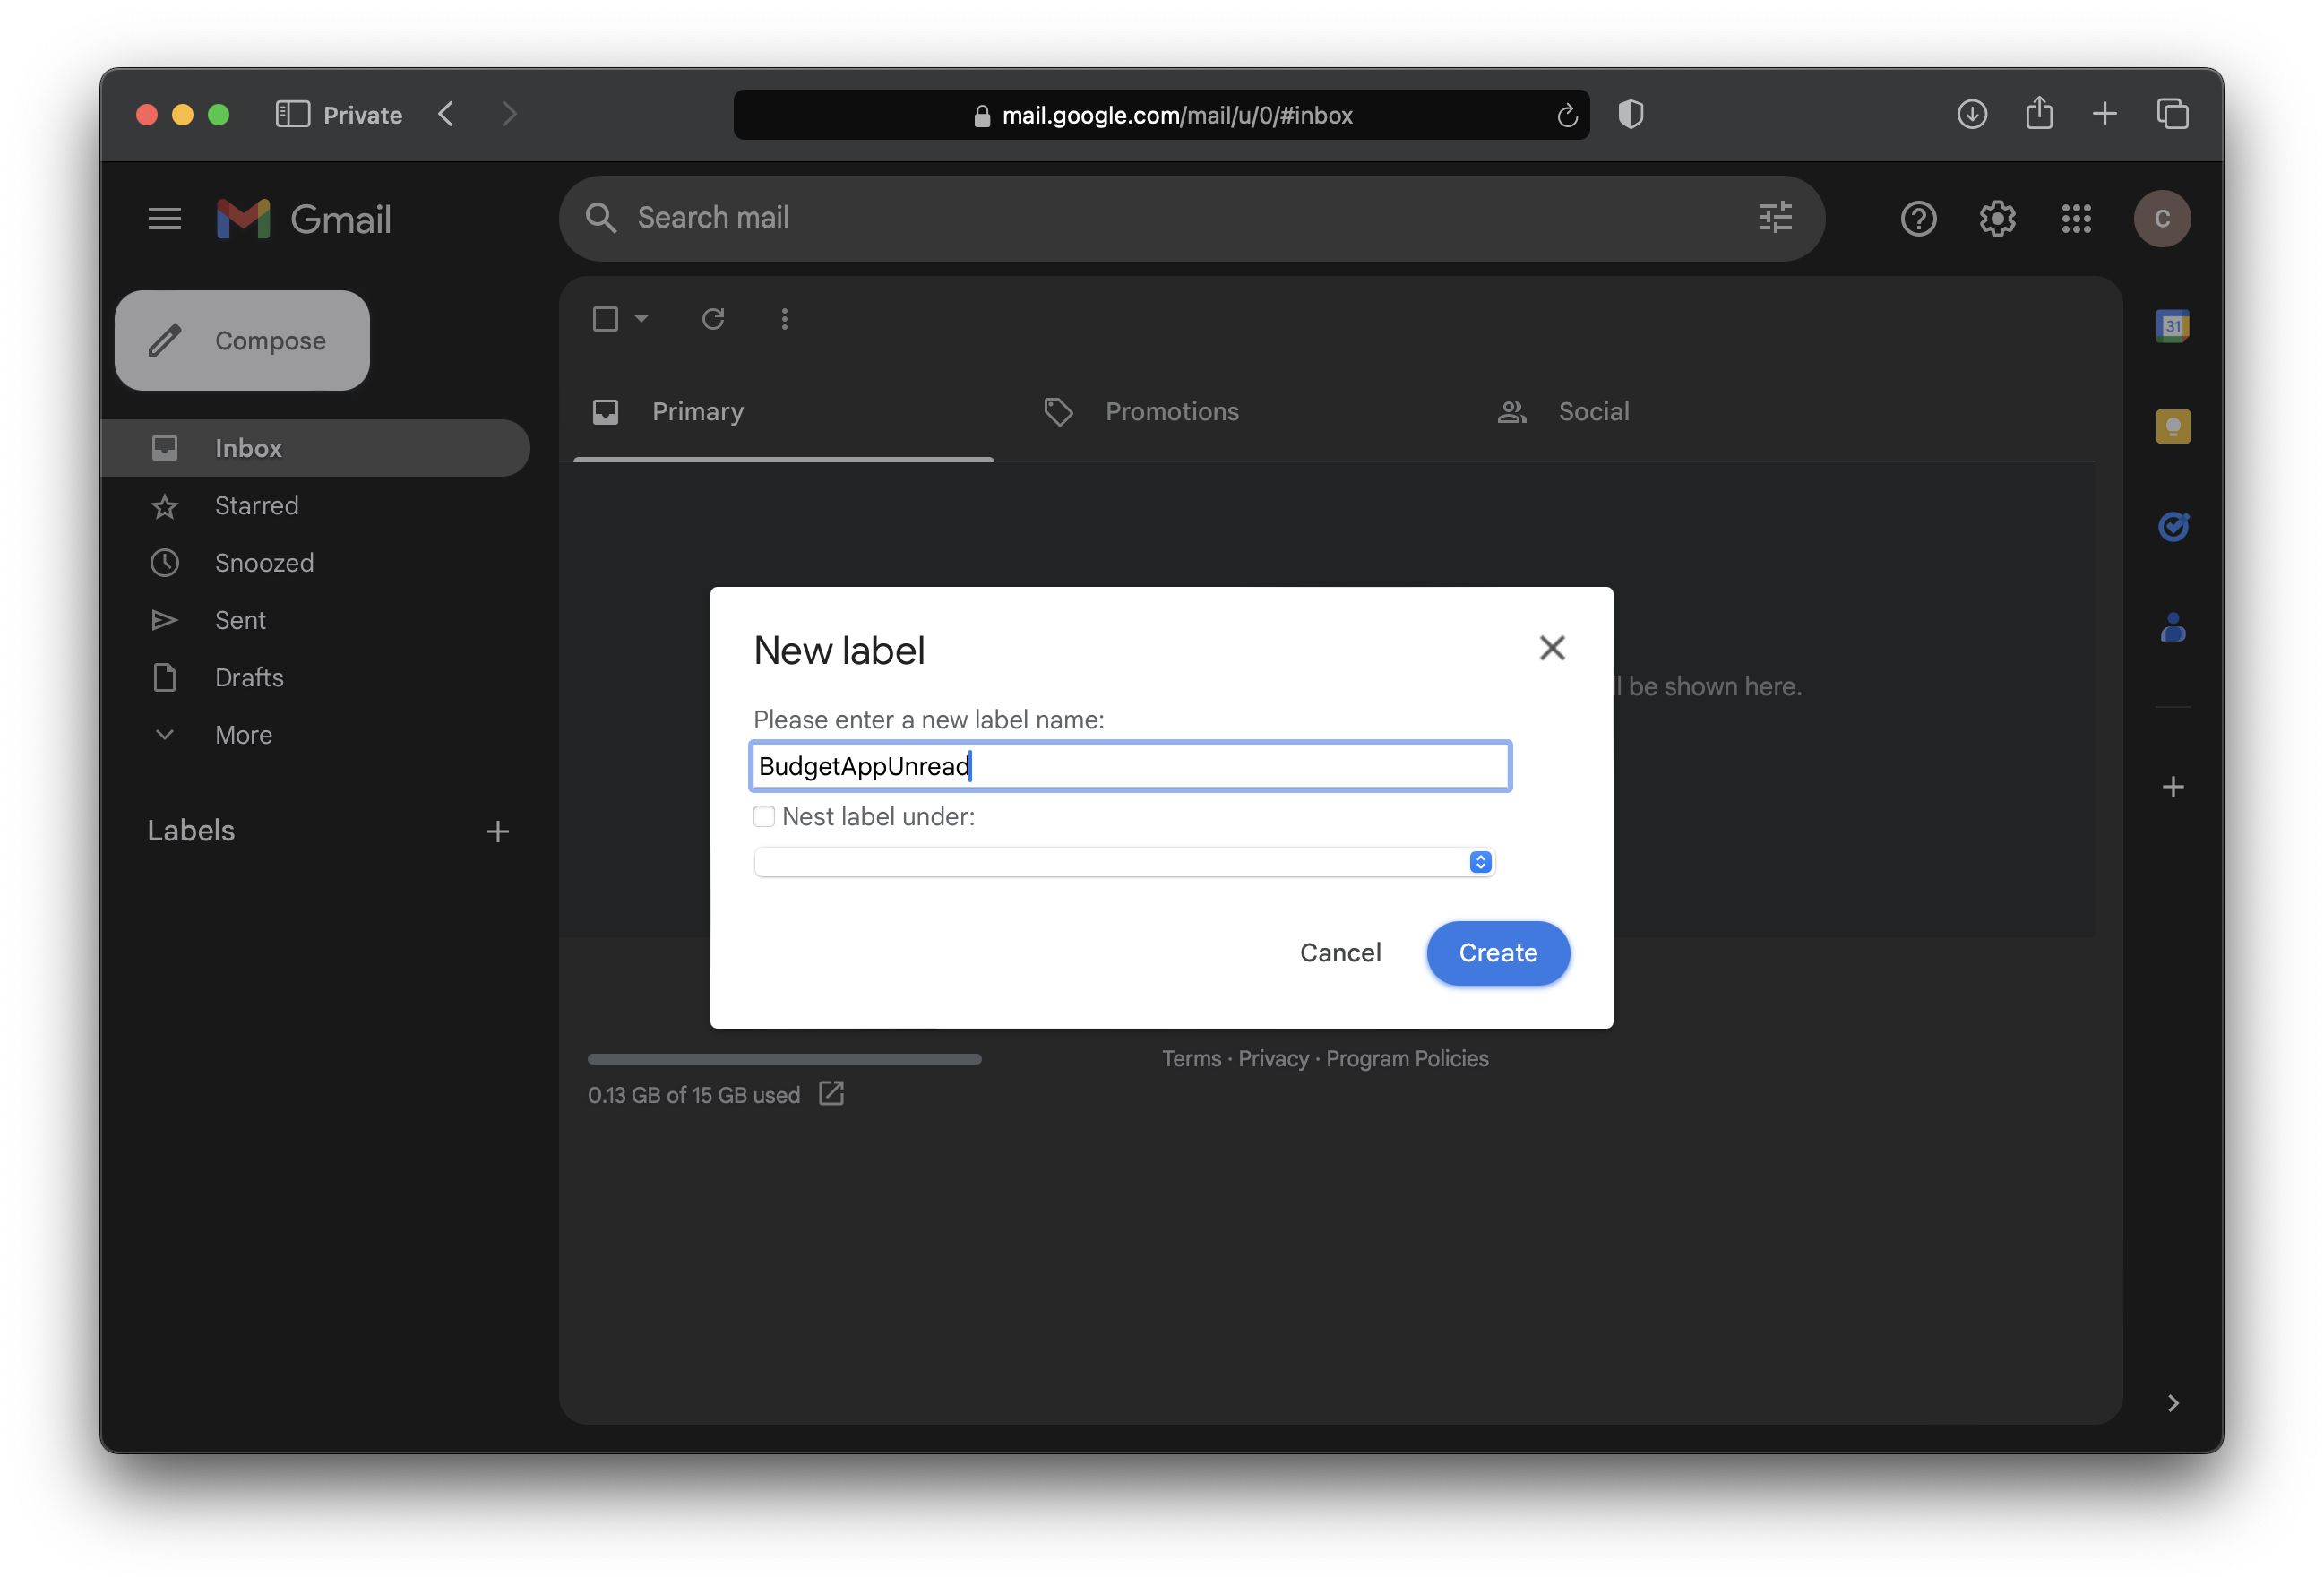 Private
mail.google.com/mail/u/0/#inbox
Gmail
Search mail
C
Compose
31
Primary
Promotions
Social
Inbox
Starred
Snoozed
Sent
Drafts
More
Labels
New label
Please enter a new label name:
BudgetAppUnread
Nest label under:
Cancel
Create
be shown here.
Terms · Privacy · Program Policies
0.13 GB of 15 GB used